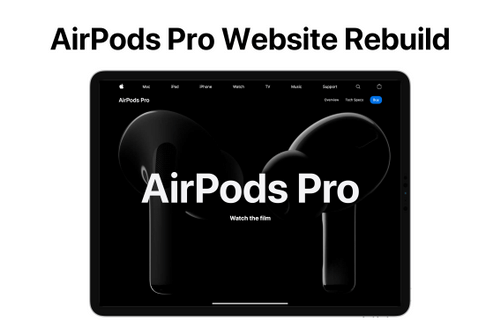 AirPods Pro Website Rebuild
Mac iPad iPhone Watch TV Music Support
AirPods Pro Overview Tech Specs Buy
AirPods Pro
Watch the film